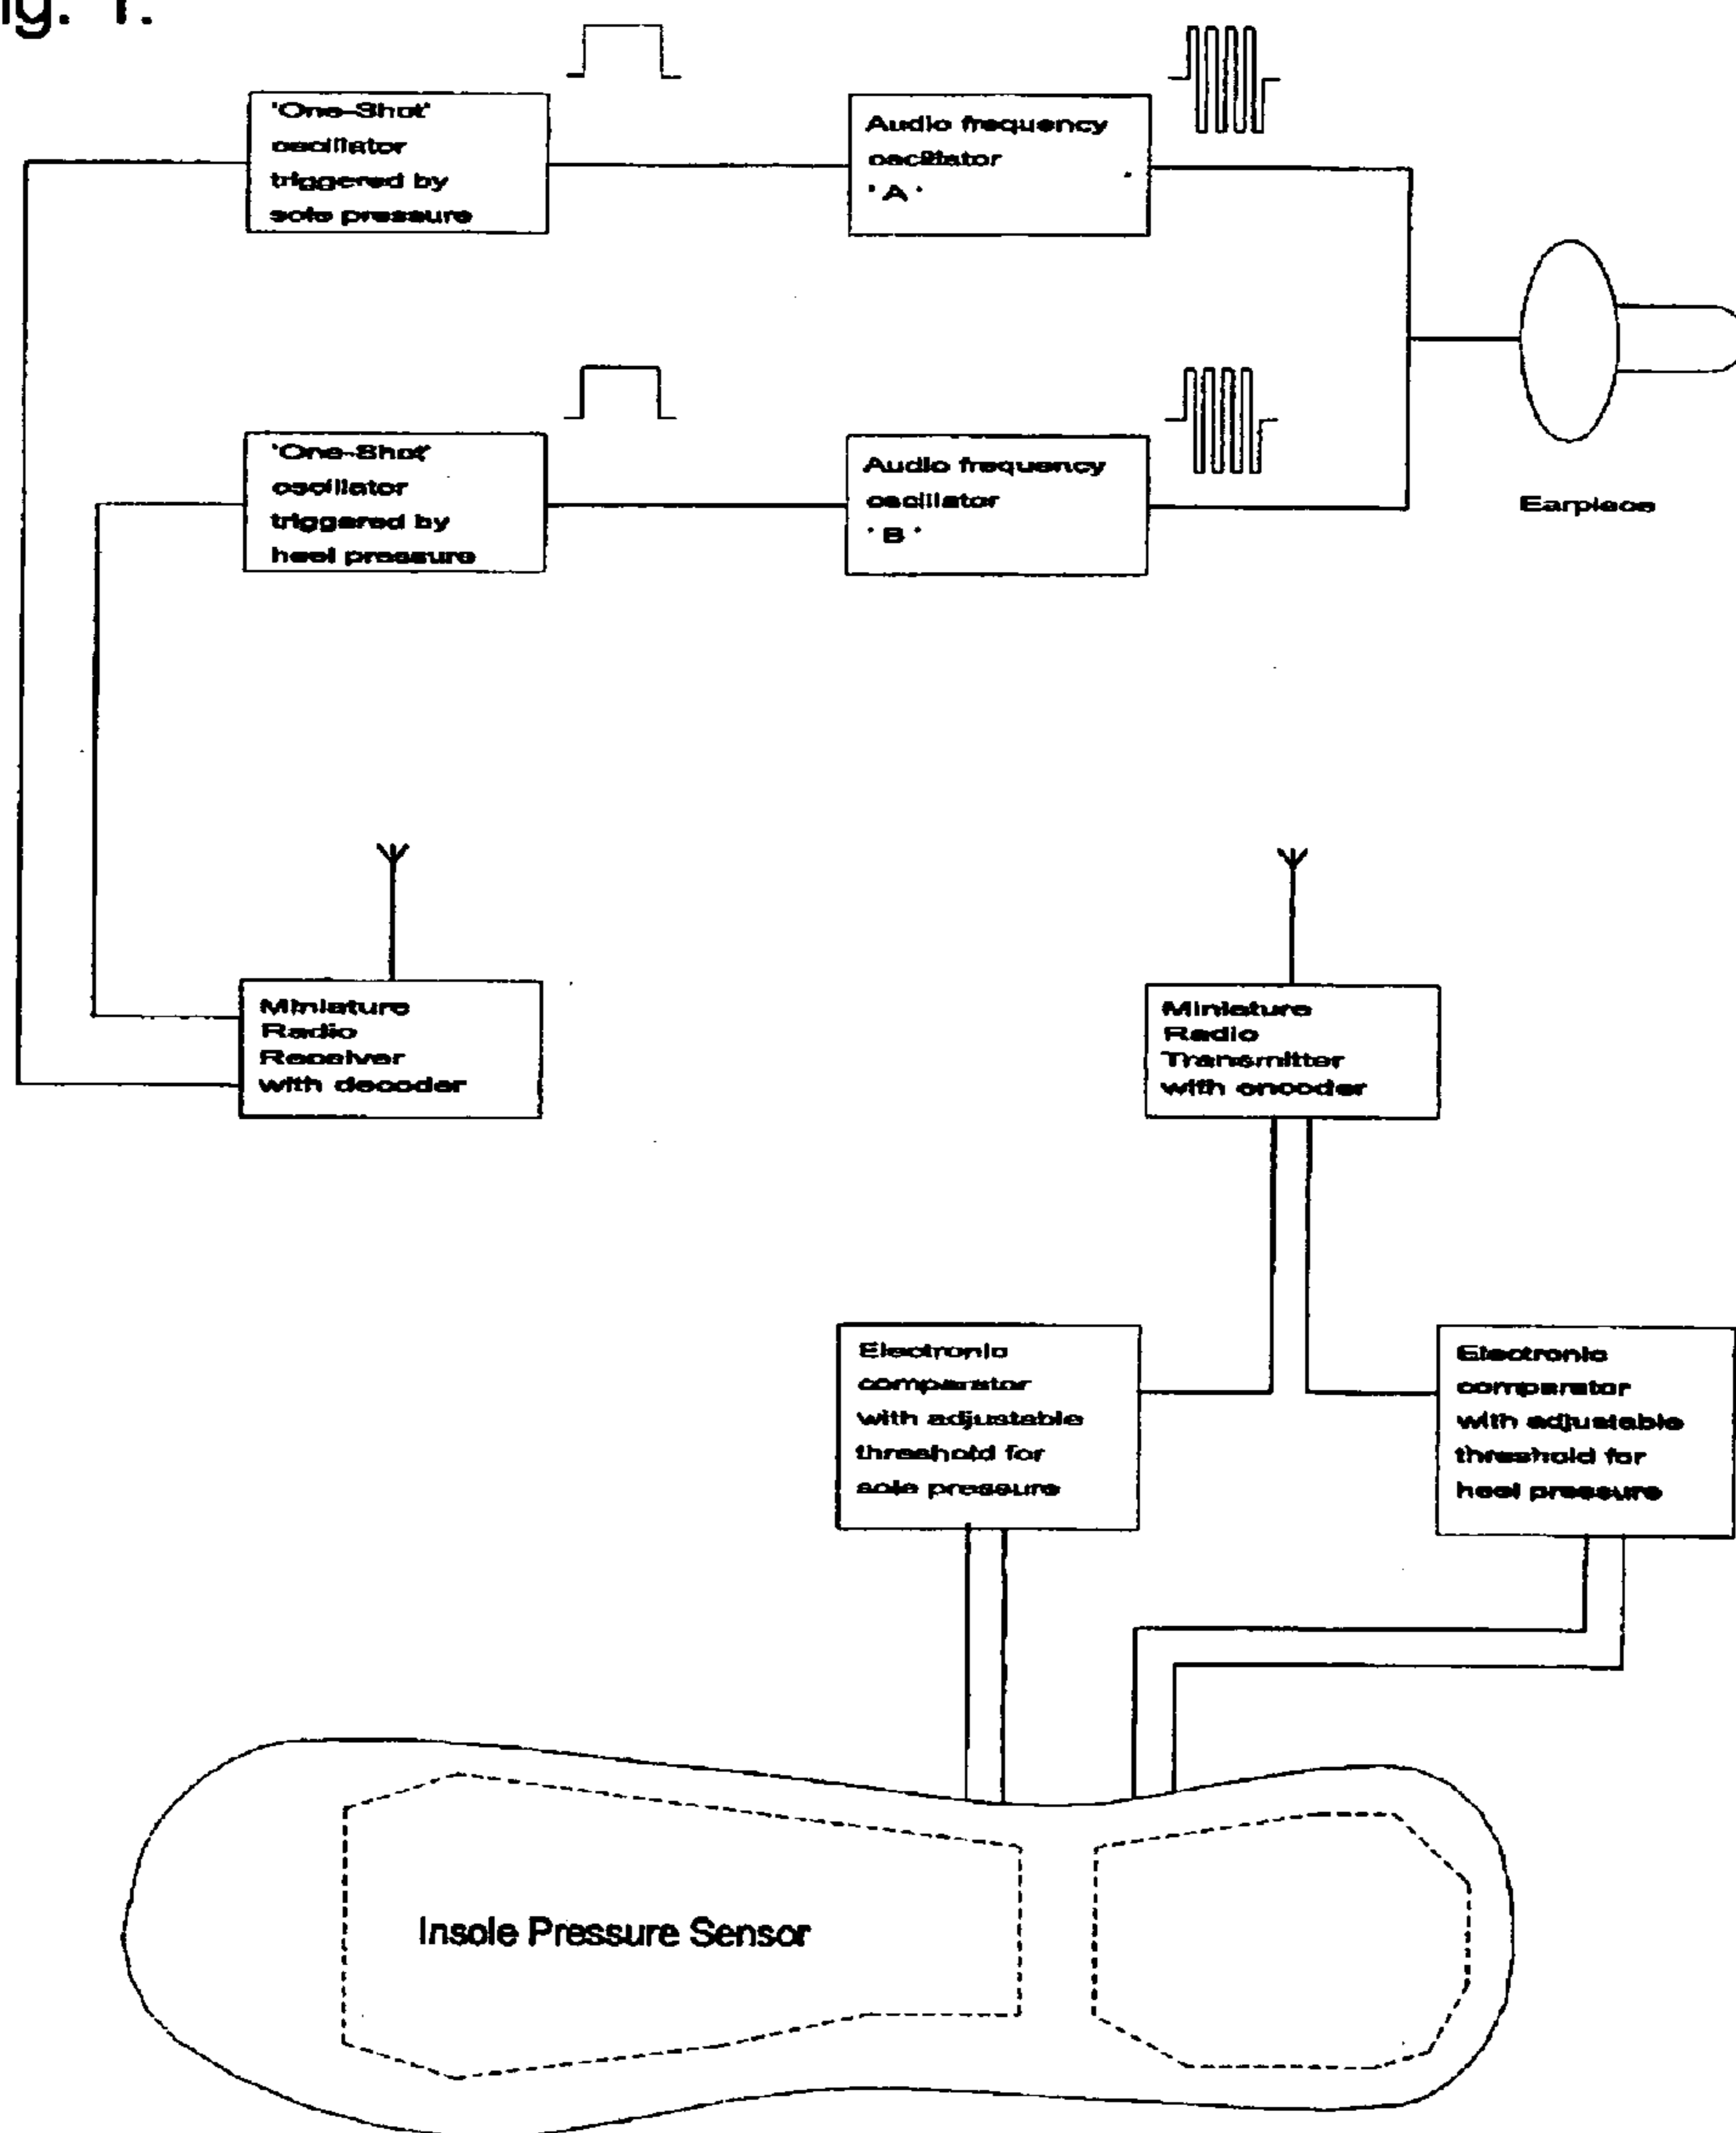 ig. 1.
'One-Shot'
oscillator
triggered by
sole pressure
Audio frequency
oscillator
'A'
'One-Shot'
oscillator
triggered by
heel pressure
Audio frequency
oscillator
'B'
Earpiece
Miniature
Radio
Receiver
with decoder
Miniature
Radio
Transmitter
with encoder
Electronic
comparator
with adjustable
threshold for
sole pressure
Electronic
comparator
with adjustable
threshold for
heel pressure
Insole Pressure Sensor